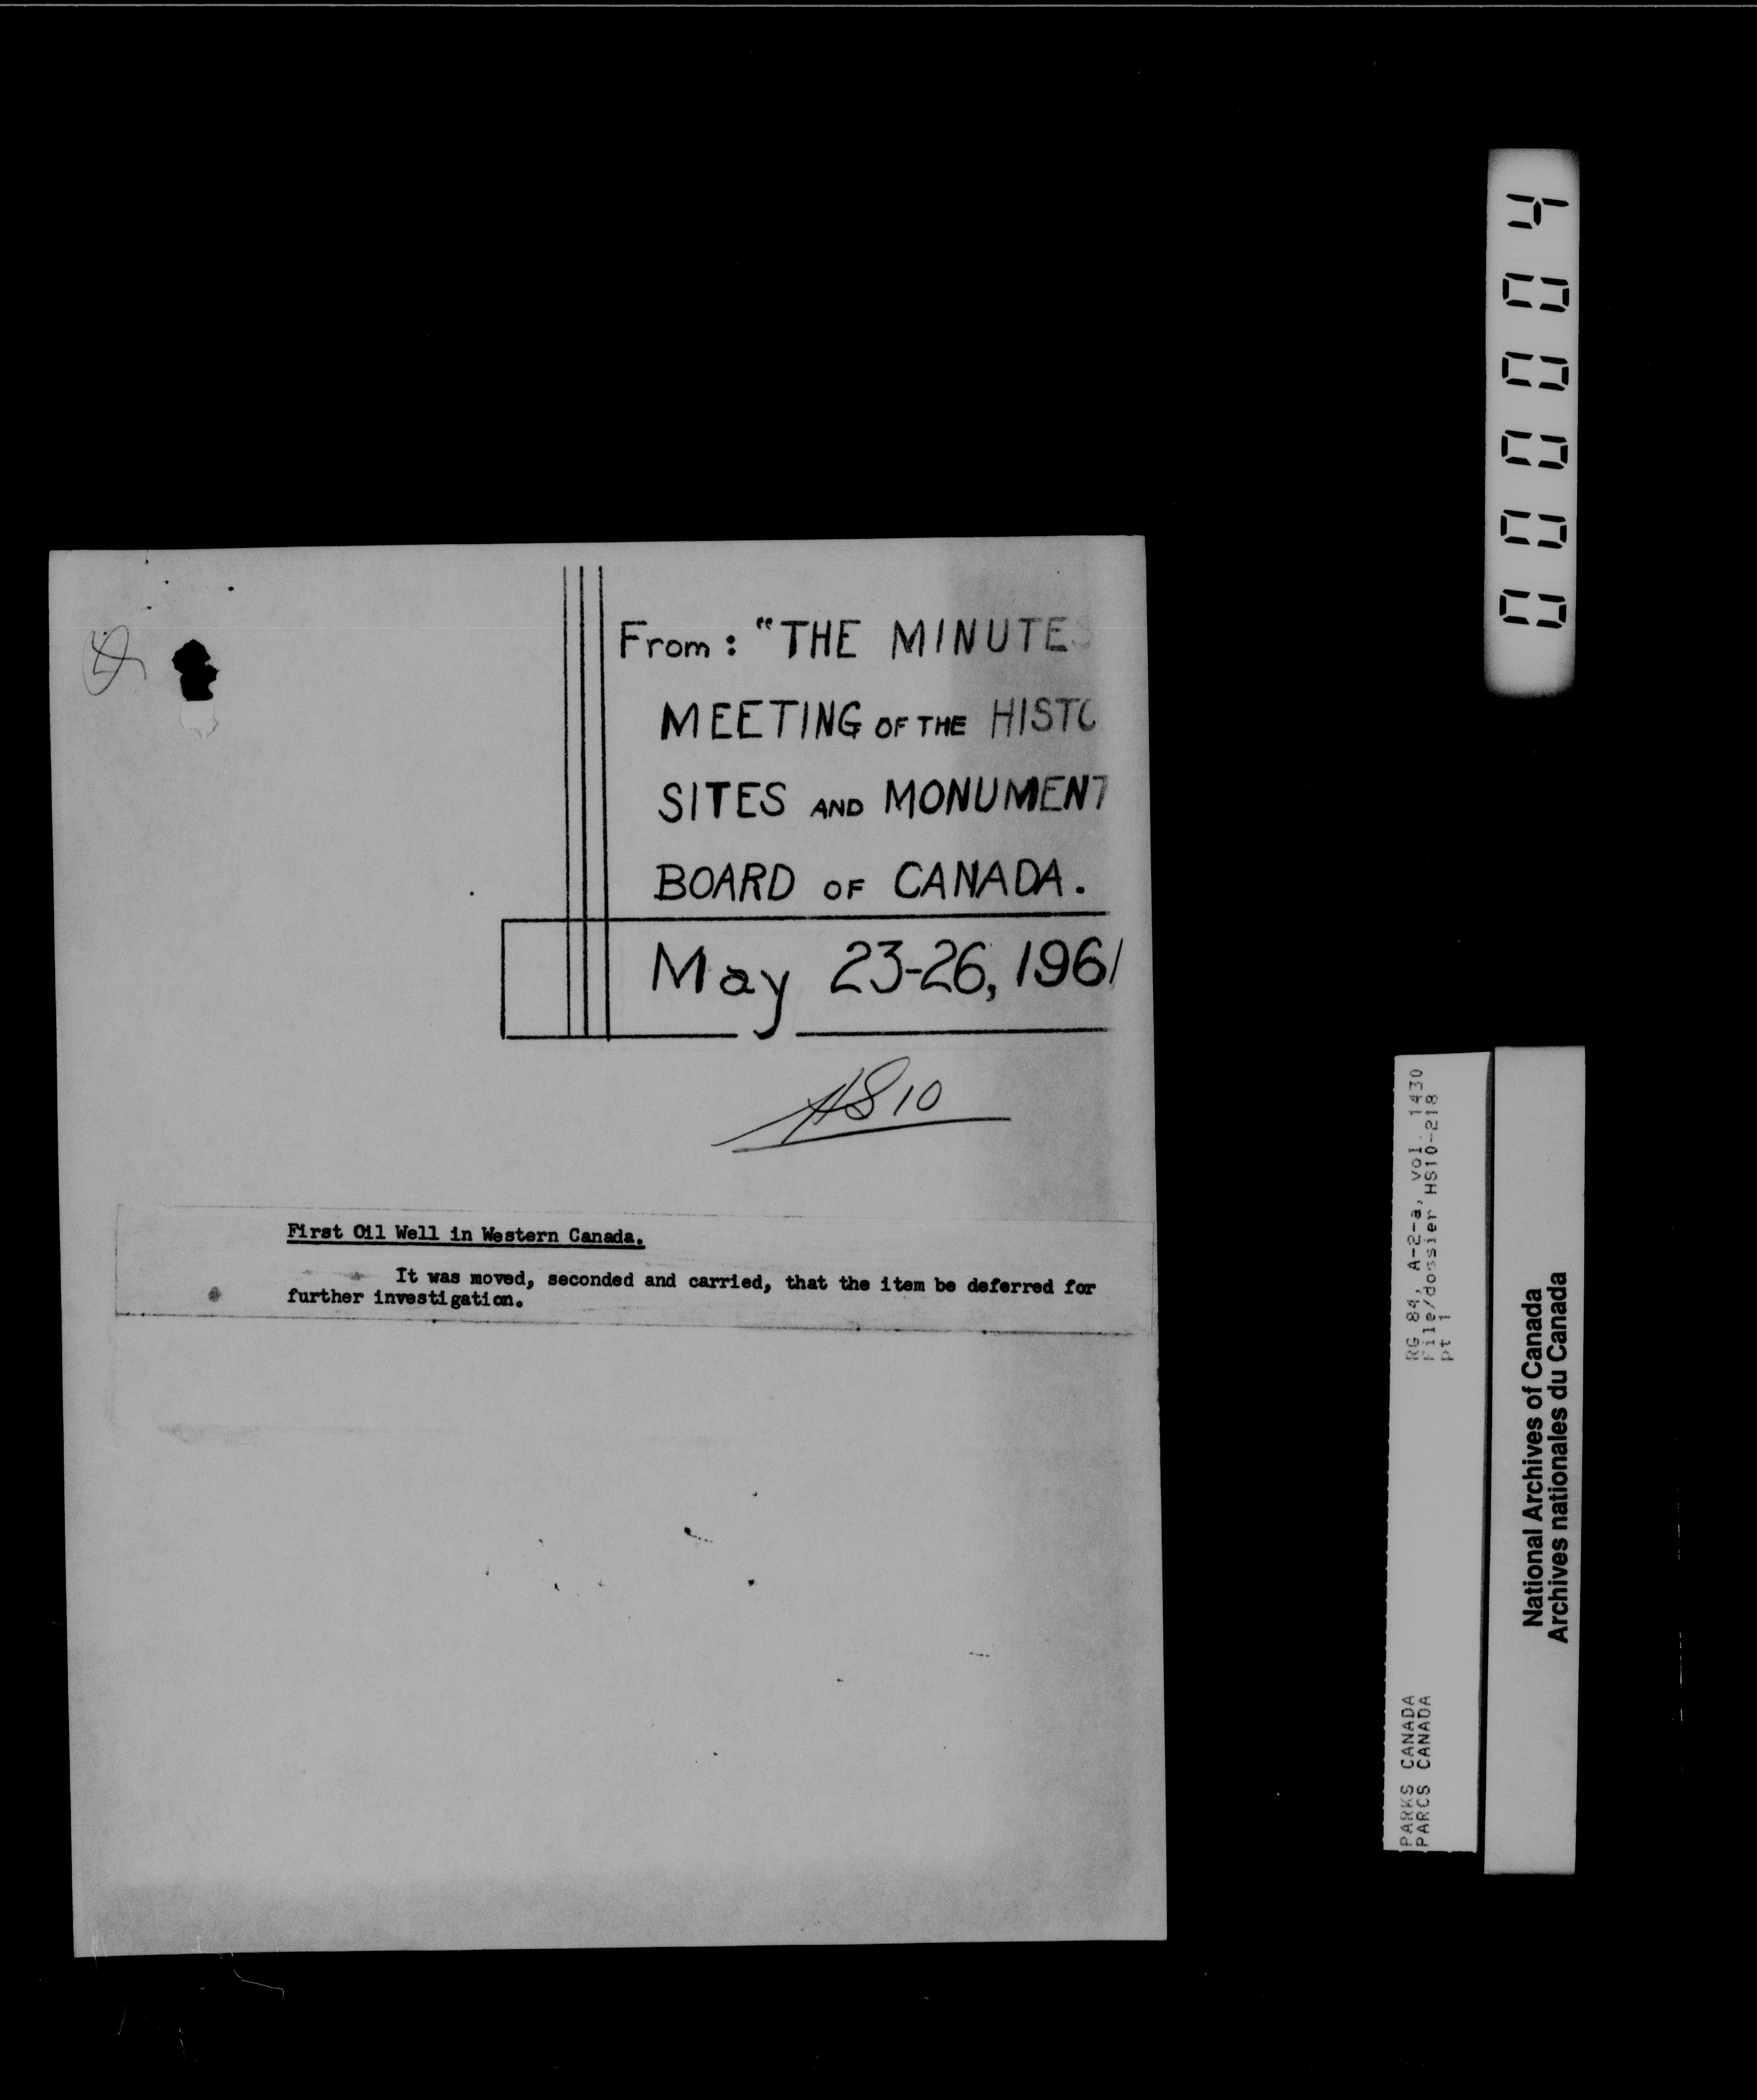 From: "THE MINUTES
MEETING OF THE HISTO
SITES AND MONUMENT
BOARD OF CANADA.
May 23-26, 1961
HS10
First Oil Well in Western Canada.
It was moved, seconded and carried, that the item be deferred for
further investigation.
000004
RG 84, A-2-a, vol. 1430
File/dossier HS10-218
pt 1
PARKS CANADA
PARCS CANADA
National Archives of Canada
Archives nationales du Canada